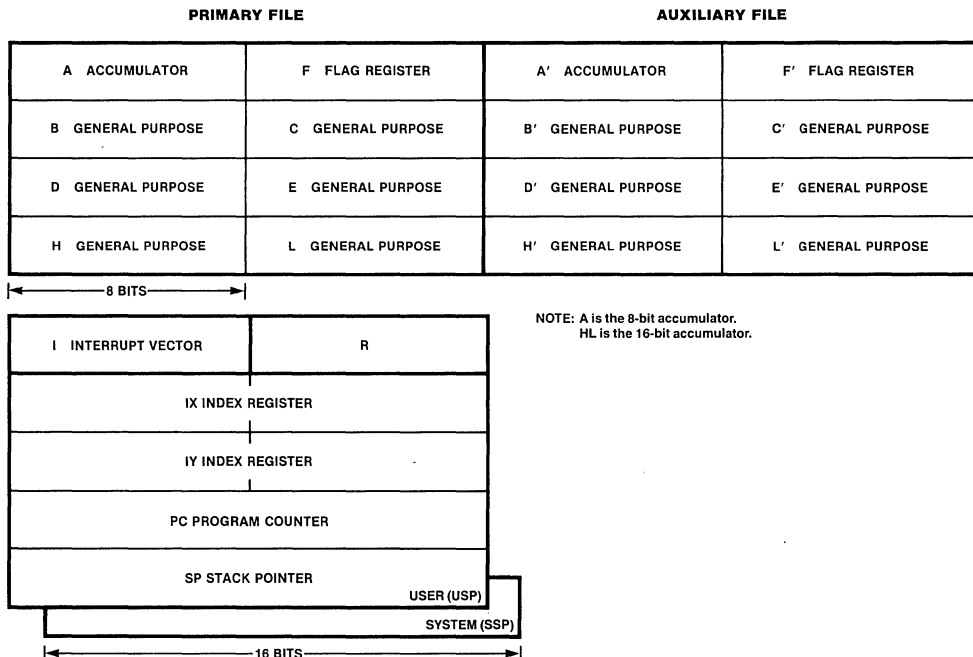 PRIMARY FILE
AUXILIARY FILE
A ACCUMULATOR
F FLAG REGISTER
A′ ACCUMULATOR
F′ FLAG REGISTER
B GENERAL PURPOSE
C GENERAL PURPOSE
B′ GENERAL PURPOSE
C′ GENERAL PURPOSE
D GENERAL PURPOSE
E GENERAL PURPOSE
D′ GENERAL PURPOSE
E′ GENERAL PURPOSE
H GENERAL PURPOSE
L GENERAL PURPOSE
H′ GENERAL PURPOSE
L′ GENERAL PURPOSE
8 BITS
NOTE: A is the 8-bit accumulator.
HL is the 16-bit accumulator.
I INTERRUPT VECTOR
R
IX INDEX REGISTER
IY INDEX REGISTER
PC PROGRAM COUNTER
SP STACK POINTER
USER (USP)
SYSTEM (SSP)
16 BITS